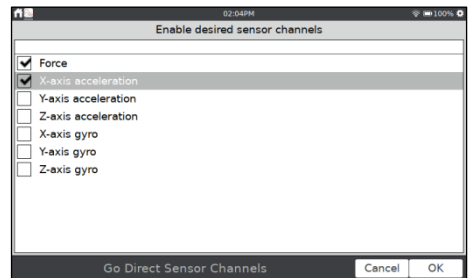 02:04PM 100%
Enable desired sensor channels
Force
X-axis acceleration
Y-axis acceleration
Z-axis acceleration
X-axis gyro
Y-axis gyro
Z-axis gyro
Go Direct Sensor Channels Cancel OK